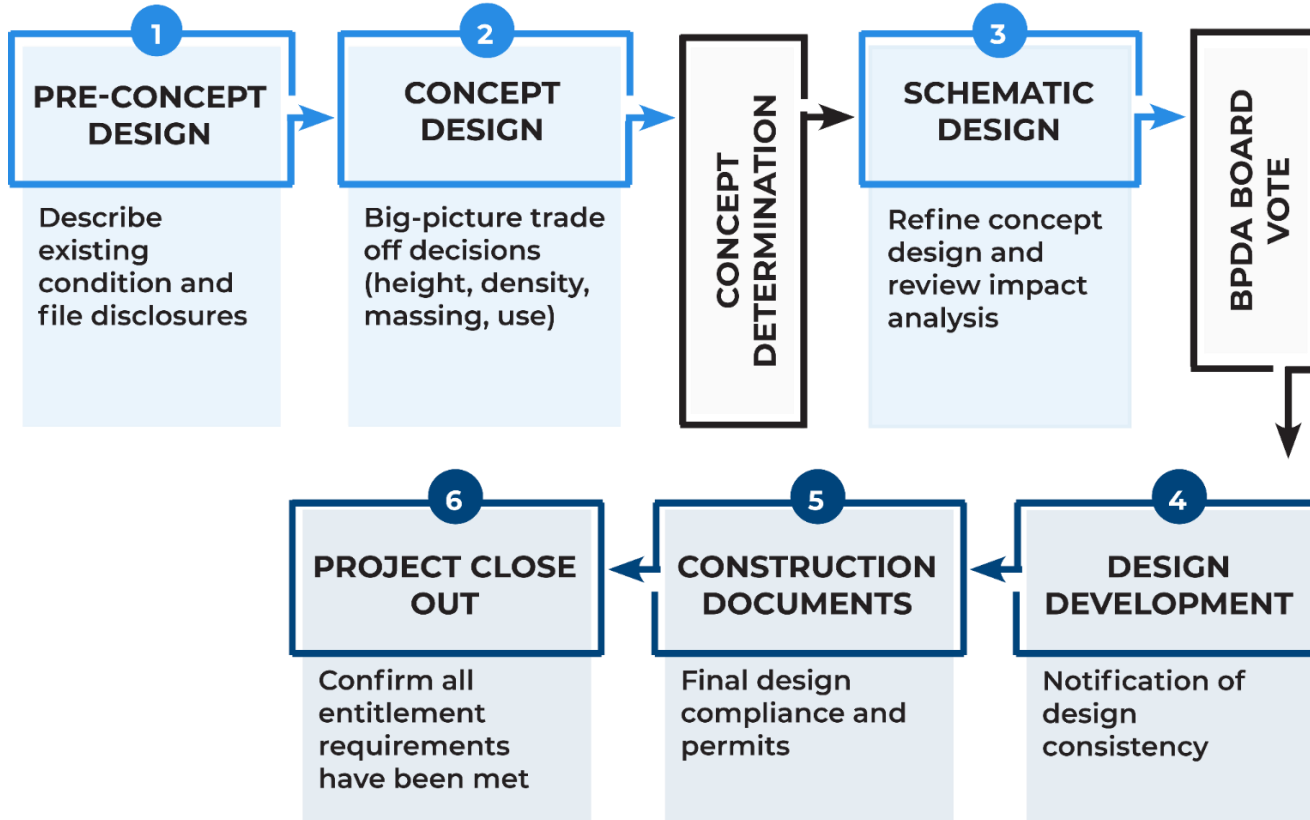 1
PRE-CONCEPT
DESIGN
Describe
existing
condition and
file disclosures
2
CONCEPT
DESIGN
Big-picture trade
off decisions
(height, density,
massing, use)
CONCEPT
DETERMINATION
3
SCHEMATIC
DESIGN
Refine concept
design and
review impact
analysis
BPDA BOARD
VOTE
4
DESIGN
DEVELOPMENT
Notification of
design
consistency
5
CONSTRUCTION
DOCUMENTS
Final design
compliance and
permits
6
PROJECT CLOSE
OUT
Confirm all
entitlement
requirements
have been met